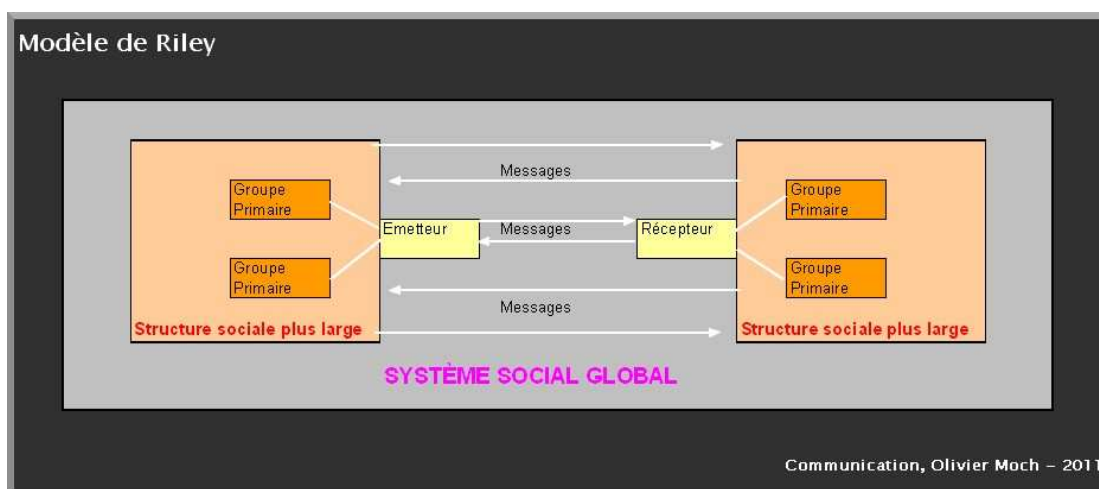 Modèle de Riley
Messages
Groupe
Primaire
Groupe
Primaire
Emetteur
Messages
Récepteur
Groupe
Primaire
Groupe
Primaire
Messages
Structure sociale plus large
Structure sociale plus large
SYSTÈME SOCIAL GLOBAL
Communication, Olivier Moch – 2011